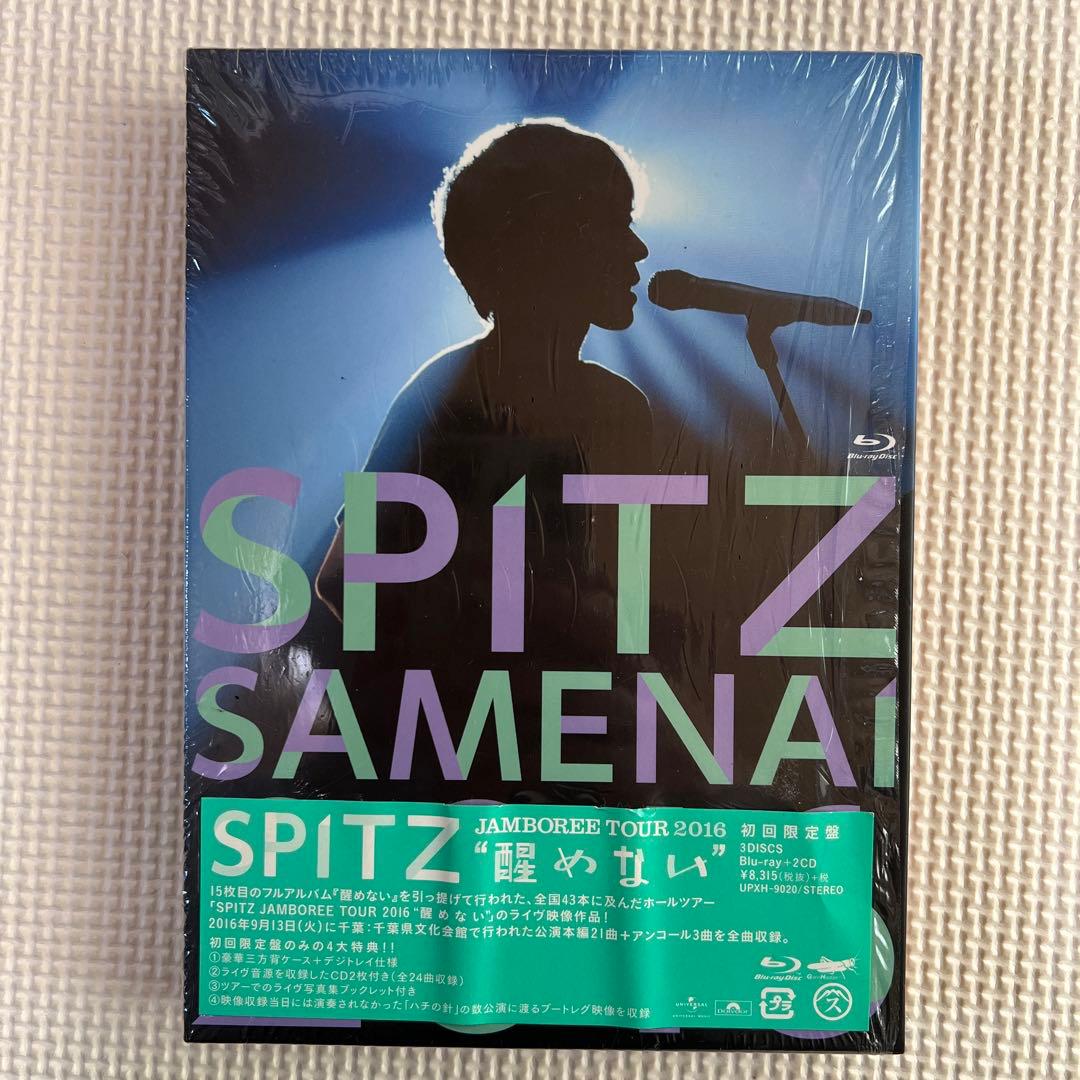 Blu-ray Disc
SPITZ
SAMENAI
SPITZ
JAMBOREE TOUR 2016
“醒めない”
初回限定盤
3DISCS
Blu-ray+2CD
¥8,315(税抜)+税
UPXH-9020/STEREO
15枚目のフルアルバム『醒めない』を引っ提げて行われた、全国43本に及んだホールツアー
「SPITZ JAMBOREE TOUR 2016“醒めない”」のライヴ映像作品!
2016年9月13日(火)に千葉:千葉県文化会館で行われた公演本編21曲+アンコール3曲を全曲収録。
初回限定盤のみの4大特典!!
①豪華三方背ケース+デジトレイ仕様
②ライヴ音源を収録したCD2枚付き(全24曲収録)
③ツアーでのライヴ写真集ブックレット付き
④映像収録当日には演奏されなかった「ハチの針」の数公演に渡るブートレグ映像を収録
Blu-ray Disc
UNIVERSAL
UNIVERSAL MUSIC
Polydor
プラ
ス